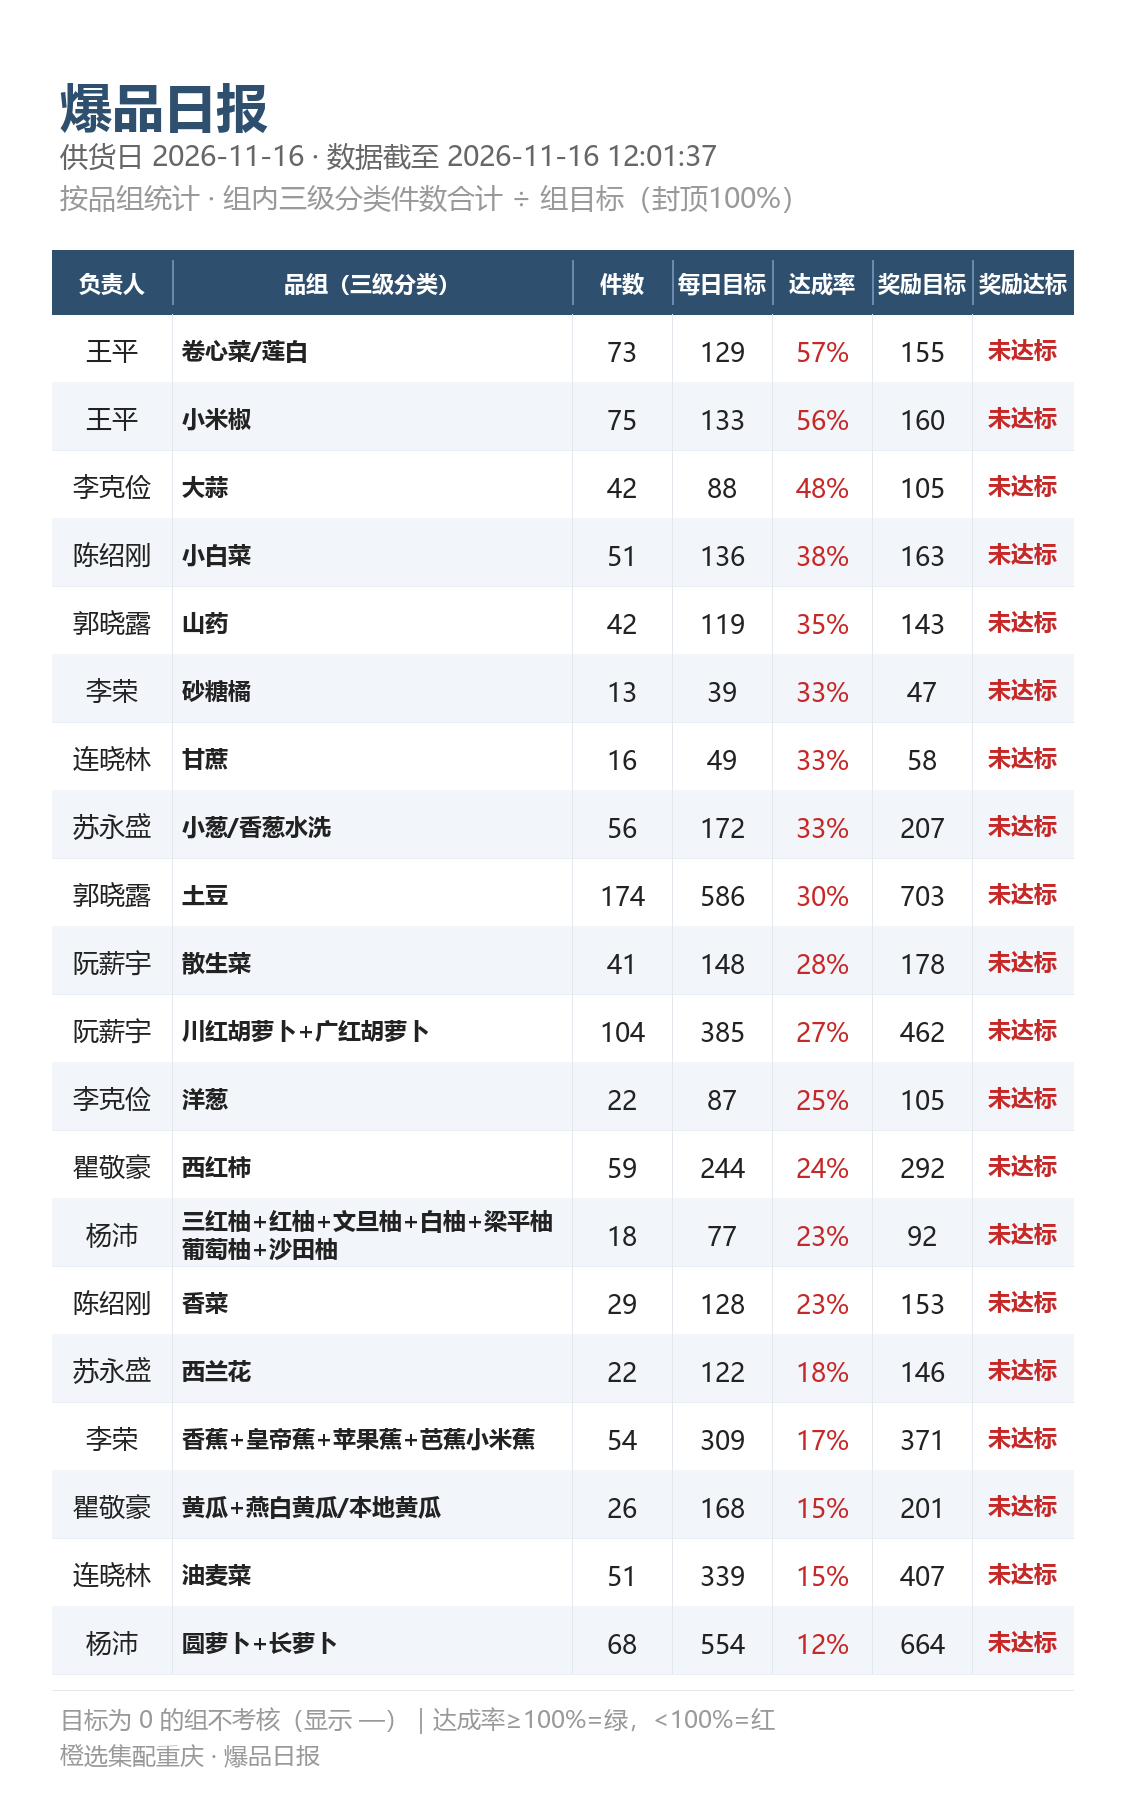 爆品日报
供货日 2026-11-16 · 数据截至 2026-11-16 12:01:37
按品组统计 · 组内三级分类件数合计 ÷ 组目标（封顶100%）
负责人 品组（三级分类） 件数 每日目标 达成率 奖励目标 奖励达标
王平 卷心菜/莲白 73 129 57% 155 未达标
王平 小米椒 75 133 56% 160 未达标
李克俭 大蒜 42 88 48% 105 未达标
陈绍刚 小白菜 51 136 38% 163 未达标
郭晓露 山药 42 119 35% 143 未达标
李荣 砂糖橘 13 39 33% 47 未达标
连晓林 甘蔗 16 49 33% 58 未达标
苏永盛 小葱/香葱水洗 56 172 33% 207 未达标
郭晓露 土豆 174 586 30% 703 未达标
阮薪宇 散生菜 41 148 28% 178 未达标
阮薪宇 川红胡萝卜+广红胡萝卜 104 385 27% 462 未达标
李克俭 洋葱 22 87 25% 105 未达标
瞿敬豪 西红柿 59 244 24% 292 未达标
杨沛 三红柚+红柚+文旦柚+白柚+梁平柚 18 77 23% 92 未达标
葡萄柚+沙田柚
陈绍刚 香菜 29 128 23% 153 未达标
苏永盛 西兰花 22 122 18% 146 未达标
李荣 香蕉+皇帝蕉+苹果蕉+芭蕉小米蕉 54 309 17% 371 未达标
瞿敬豪 黄瓜+燕白黄瓜/本地黄瓜 26 168 15% 201 未达标
连晓林 油麦菜 51 339 15% 407 未达标
杨沛 圆萝卜+长萝卜 68 554 12% 664 未达标
目标为 0 的组不考核（显示 —）｜达成率≥100%=绿，<100%=红
橙选集配重庆 · 爆品日报